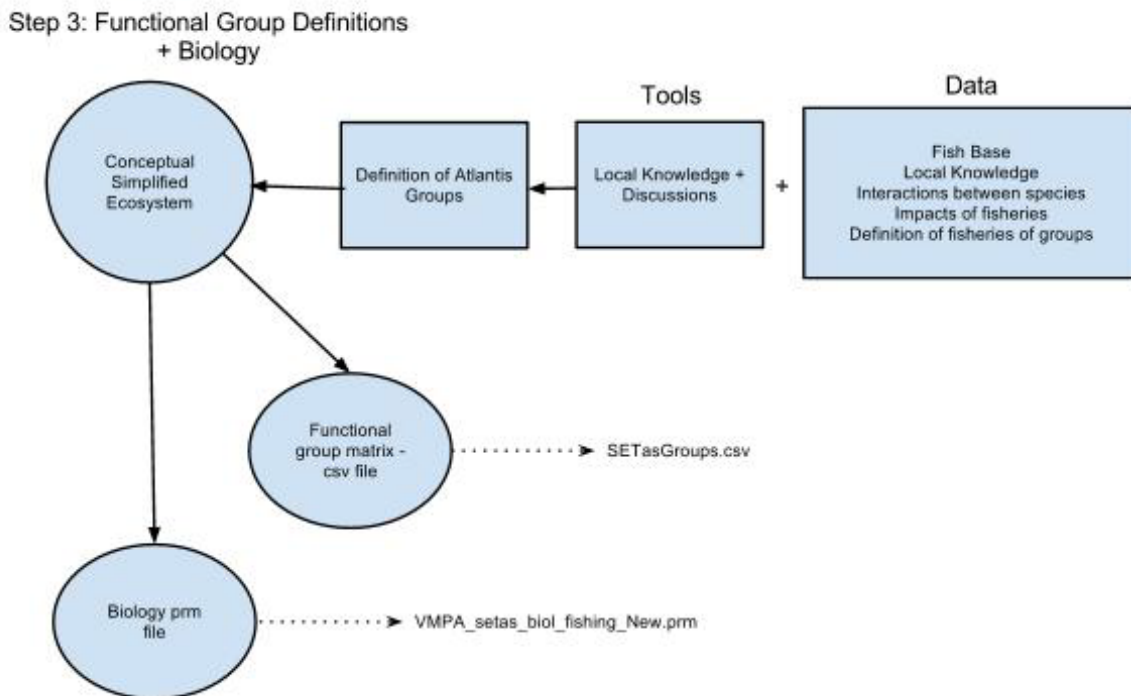 Step 3: Functional Group Definitions
+ Biology
Tools
Data
Conceptual
Simplified
Ecosystem
Definition of Atlantis
Groups
Local Knowledge +
Discussions
+
Fish Base
Local Knowledge
Interactions between species
Impacts of fisheries
Definition of fisheries of groups
Functional
group matrix -
csv file
SETasGroups.csv
Biology prm
file
VMPA_setas_biol_fishing_New.prm